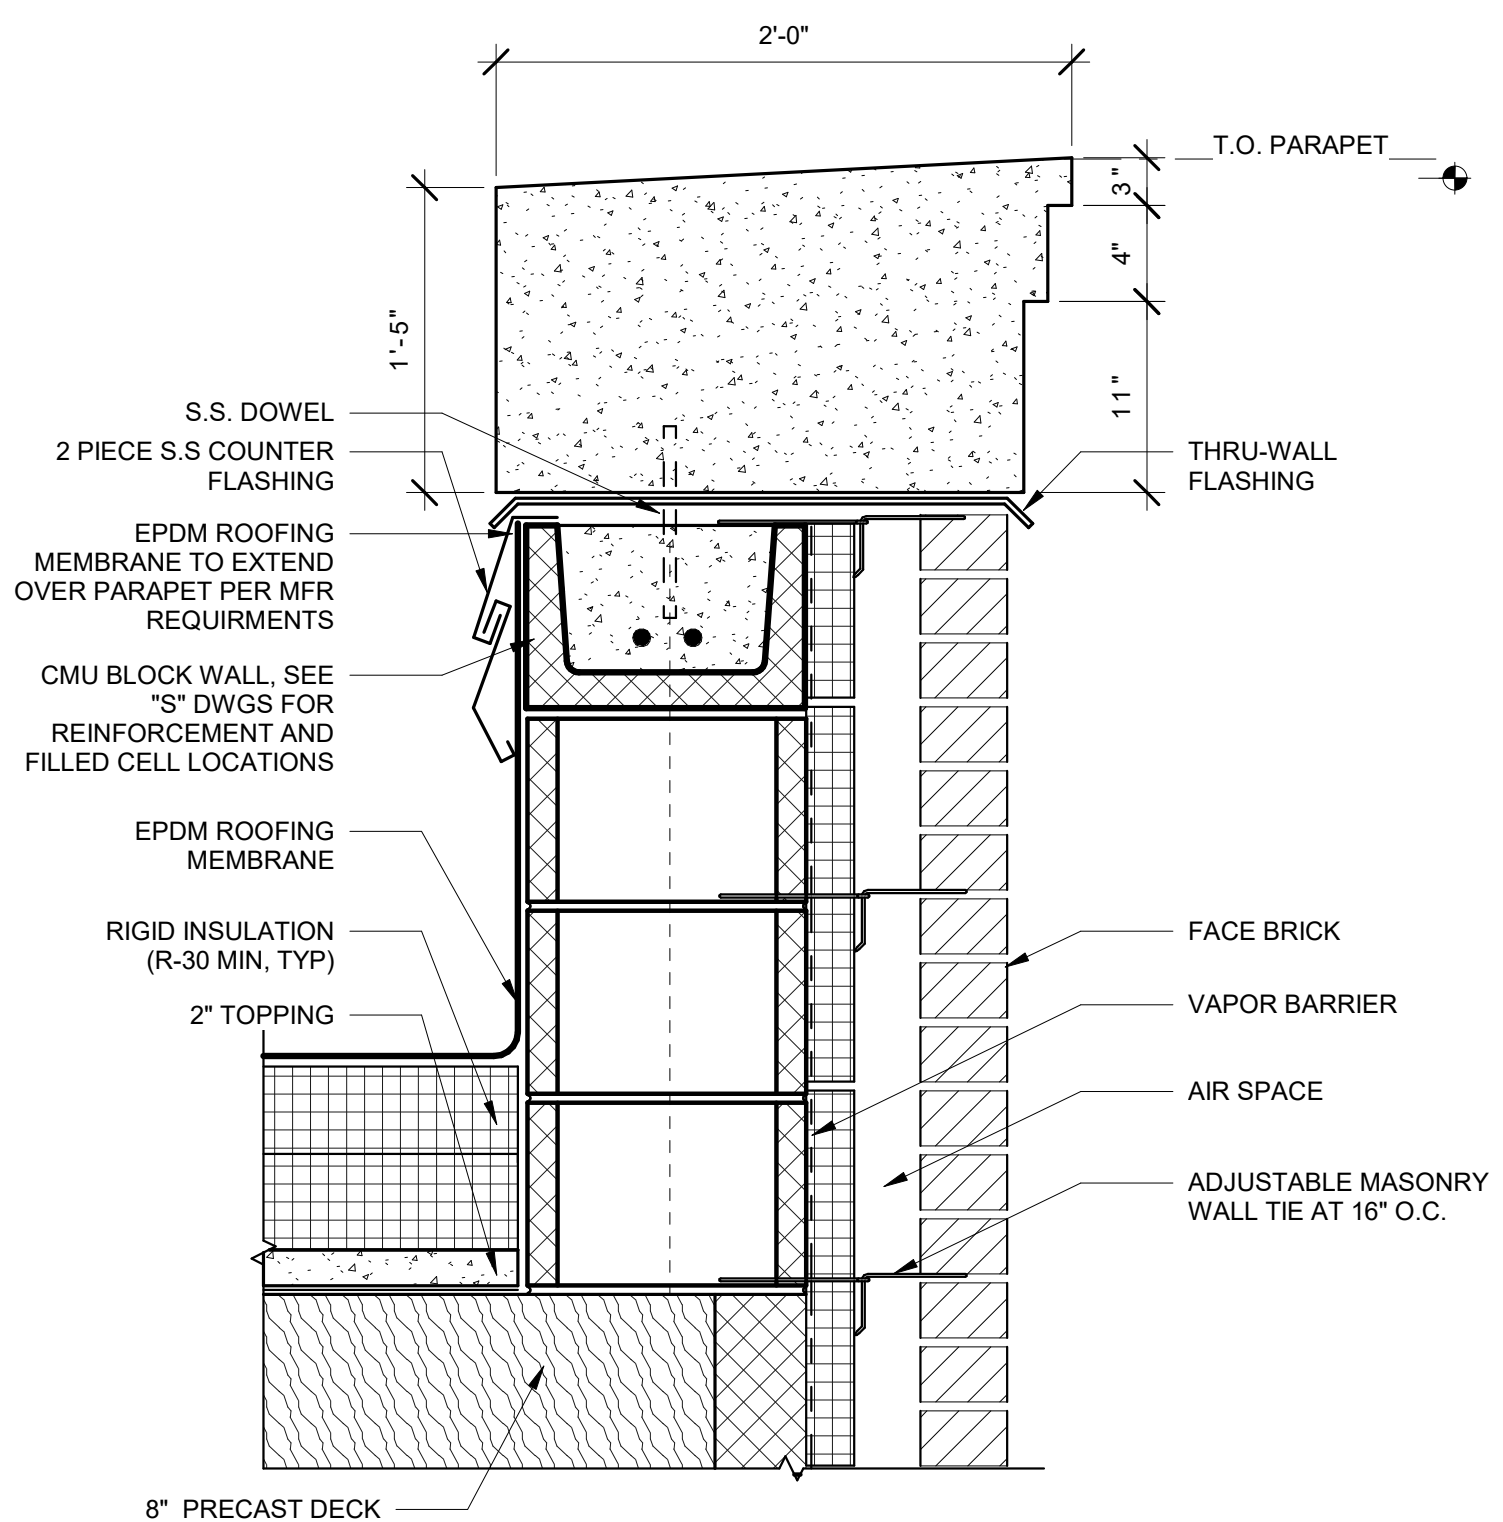 2'-0"
T.O. PARAPET
3"
4"
1'-5"
11"
S.S. DOWEL
2 PIECE S.S COUNTER
FLASHING
THRU-WALL
FLASHING
EPDM ROOFING
MEMBRANE TO EXTEND
OVER PARAPET PER MFR
REQUIRMENTS
CMU BLOCK WALL, SEE
"S" DWGS FOR
REINFORCEMENT AND
FILLED CELL LOCATIONS
EPDM ROOFING
MEMBRANE
RIGID INSULATION
(R-30 MIN, TYP)
2" TOPPING
FACE BRICK
VAPOR BARRIER
AIR SPACE
ADJUSTABLE MASONRY
WALL TIE AT 16" O.C.
8" PRECAST DECK